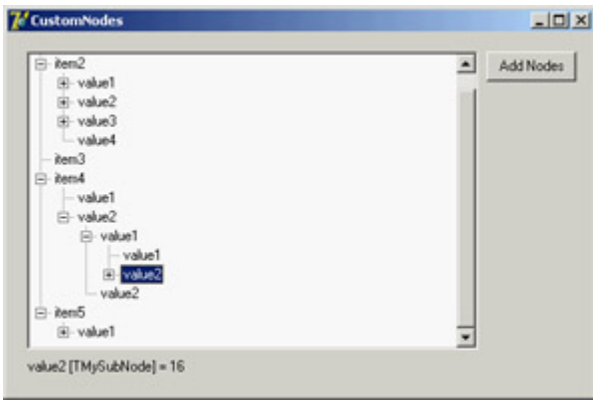 CustomNodes
Add Nodes
item2
value1
value2
value3
value4
item3
item4
value1
value2
value1
value1
value2
value2
item5
value1
value2 [TMySubNode] = 16